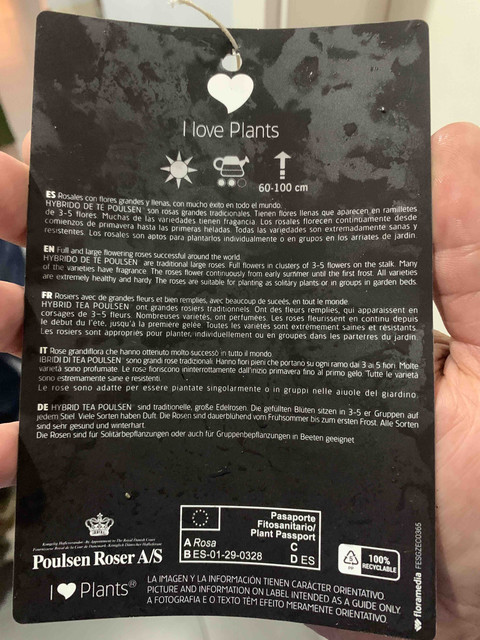 I love Plants
60-100 cm
ES Rosales con flores grandes y llenas, con mucho éxito en todo el mundo.
HYBRIDO DE TE POULSEN® son rosas grandes tradicionales. Tienen flores llenas que aparecen en ramilletes
de 3-5 flores. Muchas de las variedades tienen fragancia. Los rosales florecen continuamente desde
comienzos de primavera hasta las primeras heladas. Todas las variedades son extremadamente sanas y
resistentes. Los rosales son aptos para plantarlos individualmente o en grupos en los arriates de jardín.
EN Full and large flowering roses successful around the world.
HYBRIDO DE TE POULSEN® are traditional large roses. Full flowers in clusters of 3-5 flowers on the stalk. Many
of the varieties have fragrance. The roses flower continously from early summer until the first frost. All varieties
are extremely healthy and hardy. The roses are suitable for planting as solitary plants or in groups in garden beds.
FR Rosiers avec de grandes fleurs et bien remplies, avec beaucoup de succès, en tout le monde.
HYBRID TEA POULSEN® ont grandes rosiers traditionnels. Ont des fleurs remplies, qui apparaissent en
corsages de 3-5 fleurs. Nombreuses variétés, ont perfumées. Les roses fleurissent en continu depuis
le début du l'été, jusqu'à la première gelée. Toutes les variétés sont extrêmement saines et résistants.
Les rosiers sont appropriés pour planter, individuellement ou en groupes dans les parterres du jardin.
IT Rose grandiflora che hanno ottenuto molto successo in tutto il mondo
IBRIDI DI TEA POULSEN® sono grand rose tradizionali. Hanno fiori pieni che portano su ogni ramo dai 3 ai 5 fiori. Molte
varietà sono profumate. Le rose fioriscono ininterrottamente dall'inizio primavera fino al primo gelo. Tutte le varietà
sono estremamente sane e resistenti.
Le rose sono adatte per essere piantate singolarmente o in gruppi nelle aiuole del giardino.
DE HYBRID TEA POULSEN® sind traditionelle, große Edelrosen. Die gefüllten Blüten sitzen in 3-5 er Gruppen auf
jedem Stiel. Viele Sorten haben Duft. Die Rosen sind dauerblühend vom Frühsommer bis zum ersten Frost. Alle Sorten
sind sehr gesund und winterhart.
Die Rosen sind für Solitärbepflanzungen oder auch für Gruppenbepflanzungen in Beeten geeignet
Poulsen Roser A/S
I Plants®
Pasaporte
Fitosanitario/
Plant Passport
A Rosa
C
B ES-01-29-0328
D ES
5
PP
100%
RECYCLABLE
LA IMAGEN Y LA INFORMACIÓN TIENEN CARÁCTER ORIENTATIVO.
PICTURE AND INFORMATION ON LABEL INTENDED AS A GUIDE ONLY.
A FOTOGRAFIA E O TEXTO TÊM EFEITO MERAMENTE ORIENTATIVO.
floramedia FESGZEC0365